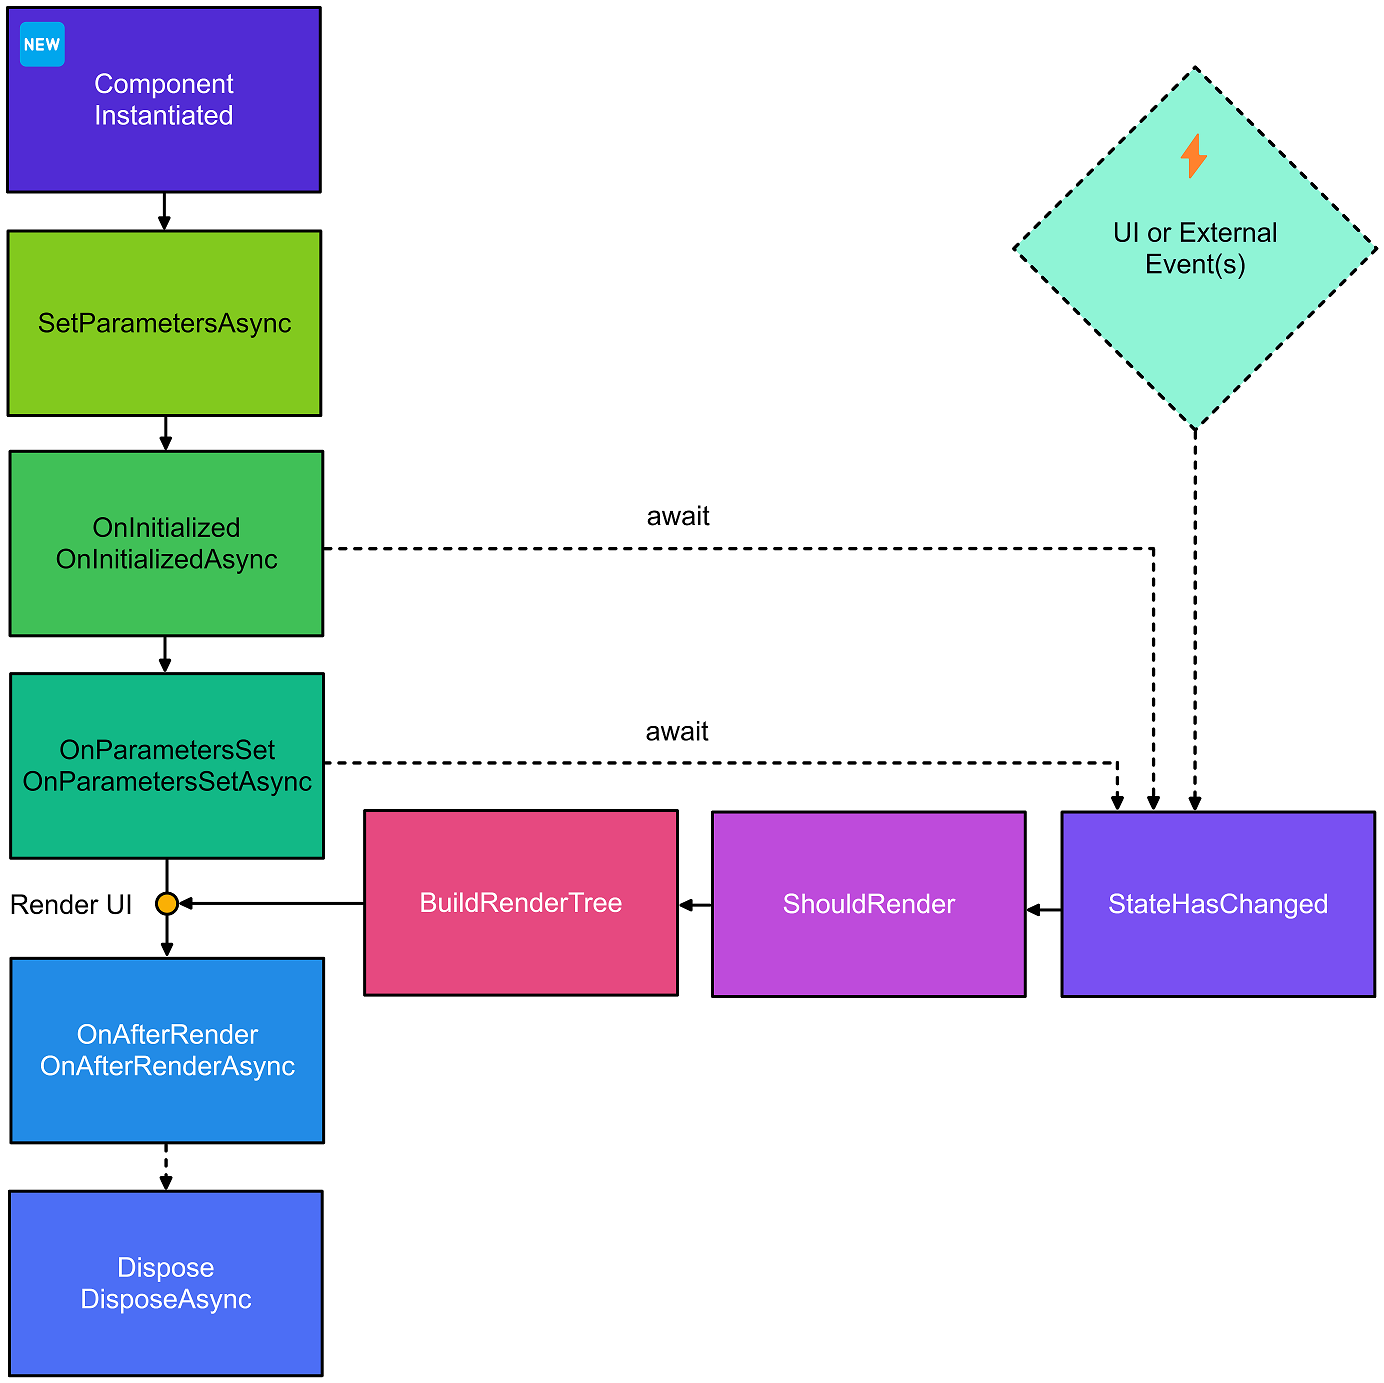 NEW
Component
Instantiated
UI or External
Event(s)
SetParametersAsync
OnInitialized
OnInitializedAsync
await
OnParametersSet
OnParametersSetAsync
await
Render UI
BuildRenderTree
ShouldRender
StateHasChanged
OnAfterRender
OnAfterRenderAsync
Dispose
DisposeAsync